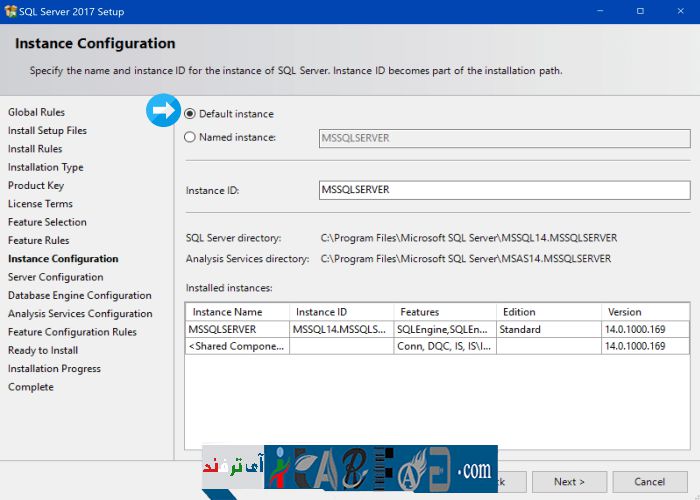 SQL Server 2017 Setup
Instance Configuration
Specify the name and instance ID for the instance of SQL Server. Instance ID becomes part of the installation path.
Global Rules
Install Setup Files
Install Rules
Installation Type
Product Key
License Terms
Feature Selection
Feature Rules
Instance Configuration
Server Configuration
Database Engine Configuration
Analysis Services Configuration
Feature Configuration Rules
Ready to Install
Installation Progress
Complete
Default instance
Named instance: MSSQLSERVER
Instance ID: MSSQLSERVER
SQL Server directory: C:\Program Files\Microsoft SQL Server\MSSQL14.MSSQLSERVER
Analysis Services directory: C:\Program Files\Microsoft SQL Server\MSAS14.MSSQLSERVER
Installed instances:
Instance Name Instance ID Features Edition Version
MSSQLSERVER MSSQL14.MSSQLS... SQLEngine,SQLEn... Standard 14.0.1000.169
<Shared Compone... Conn, DQC, IS, IS\I... 14.0.1000.169
آی ترفند
.com
Next >
Cancel